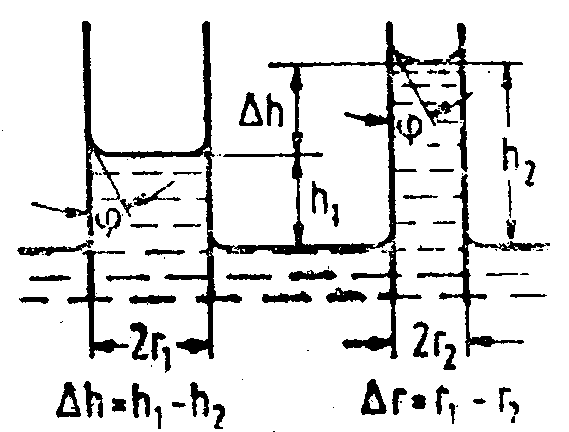 Δh
φ
h₂
h₁
φ
2r₁
2r₂
Δh=h₁-h₂
Δr=r₁-r₂